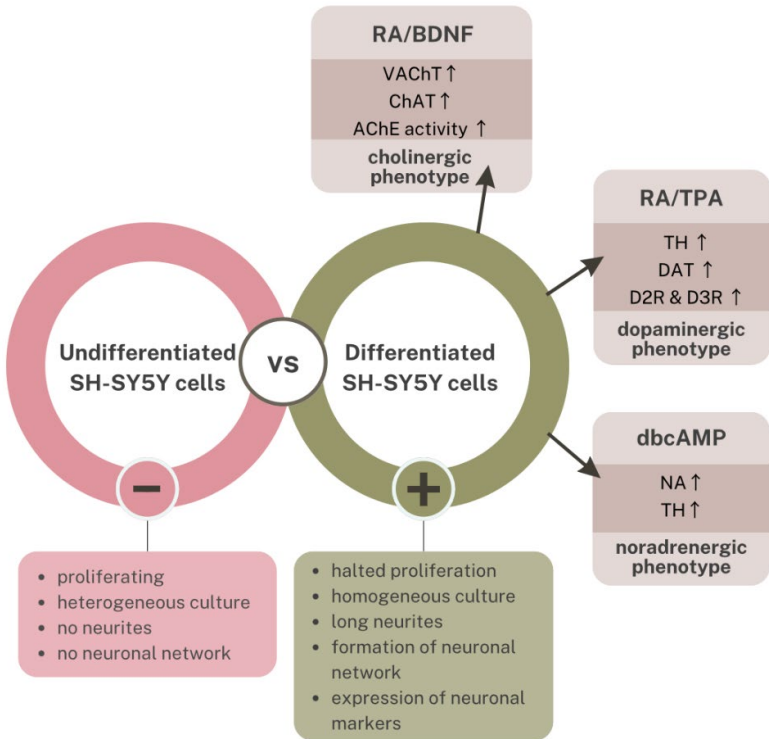 RA/BDNF
VAChT ↑
ChAT ↑
AChE activity ↑
cholinergic
phenotype
RA/TPA
TH ↑
DAT ↑
D2R & D3R ↑
dopaminergic
phenotype
Undifferentiated
SH-SY5Y cells
vs
Differentiated
SH-SY5Y cells
dbcAMP
NA ↑
TH ↑
noradrenergic
phenotype
−
+
• proliferating
• heterogeneous culture
• no neurites
• no neuronal network
• halted proliferation
• homogeneous culture
• long neurites
• formation of neuronal
network
• expression of neuronal
markers